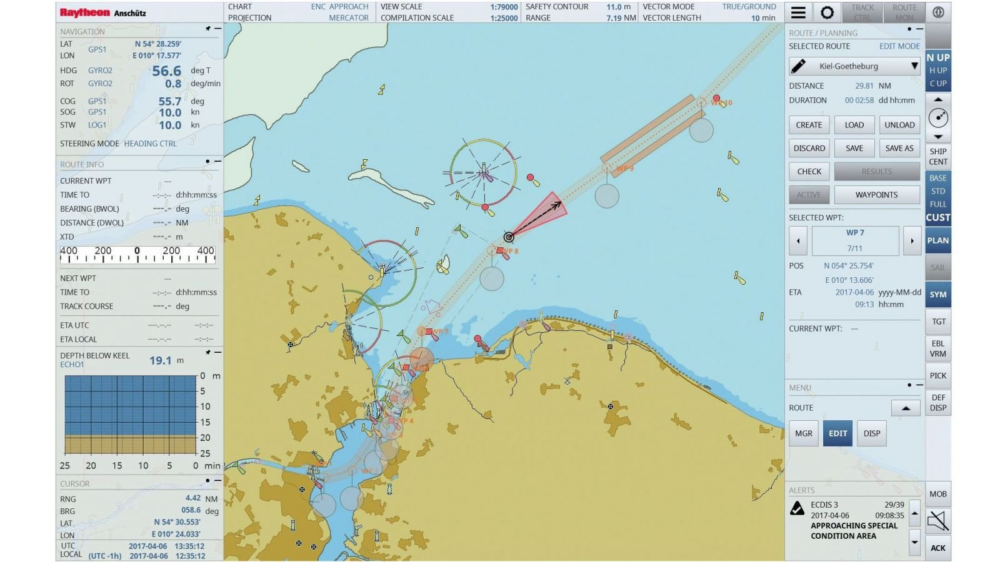 Raytheon Anschütz
CHART ENC APPROACH
PROJECTION MERCATOR
VIEW SCALE 1:79000
COMPILATION SCALE 1:25000
SAFETY CONTOUR 11.0 m
RANGE 7.19 NM
VECTOR MODE TRUE/GROUND
VECTOR LENGTH 10 min
TRACK CTRL
ROUTE MON
NAVIGATION
LAT GPS1 N 54° 28.259'
LON E 010° 17.577'
HDG GYRO2 56.6 deg T
ROT GYRO2 0.8 deg/min
COG GPS1 55.7 deg
SOG GPS1 10.0 kn
STW LOG1 10.0 kn
STEERING MODE HEADING CTRL
ROUTE INFO
CURRENT WPT ---
TIME TO --:--:-- d:hh:mm:ss
BEARING (BWOL) ---.- deg
DISTANCE (DWOL) ---.- NM
XTD ---.- m
400 200 0 200 400
NEXT WPT ---
TIME TO --:--:-- d:hh:mm:ss
TRACK COURSE ---.- deg
ETA UTC ----.--.-- --:--:--
ETA LOCAL ----.--.-- --:--:--
DEPTH BELOW KEEL
ECHO1 19.1 m
0 m
5
10
15
20
25
25 20 15 10 5 0 min
CURSOR
RNG 4.42 NM
BRG 058.6 deg
LAT N 54° 30.553'
LON E 010° 24.033'
UTC 2017-04-06 13:35:12
LOCAL (UTC -1h) 2017-04-06 12:35:12
WP 10
WP 9
WP 8
WP 7
WP 4
WP 3
WP 2
ROUTE / PLANNING
SELECTED ROUTE EDIT MODE
Kiel-Goetheburg
DISTANCE 29.81 NM
DURATION 00 02:58 dd hh:mm
CREATE LOAD UNLOAD
DISCARD SAVE SAVE AS
CHECK RESULTS
ACTIVE WAYPOINTS
SELECTED WPT:
WP 7
7/11
POS N 054° 25.754'
E 010° 13.606'
ETA 2017-04-06 yyyy-MM-dd
09:13 hh:mm
CURRENT WPT: ---
MENU
ROUTE
MGR EDIT DISP
ALERTS
ECDIS 3 29/39
2017-04-06 09:08:35
APPROACHING SPECIAL
CONDITION AREA
N UP
H UP
C UP
SHIP
CENT
BASE
STD
FULL
CUST
PLAN
SAIL
SYM
TGT
EBL
VRM
PICK
DEF
DISP
MOB
ACK